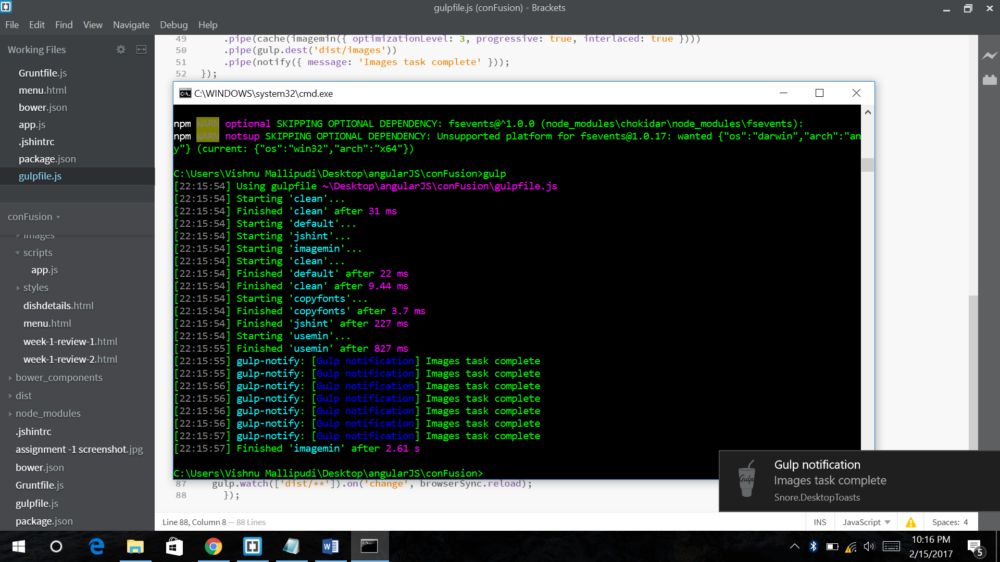 gulpfile.js (conFusion) - Brackets
File Edit Find View Navigate Debug Help
Working Files
Gruntfile.js
menu.html
bower.json
app.js
.jshintrc
package.json
gulpfile.js
conFusion
images
scripts
app.js
styles
dishdetails.html
menu.html
week-1-review-1.html
week-1-review-2.html
bower_components
dist
node_modules
.jshintrc
assignment -1 screenshot.jpg
bower.json
Gruntfile.js
gulpfile.js
package.json
49 .pipe(cache(imagemin({ optimizationLevel: 3, progressive: true, interlaced: true })))
50 .pipe(gulp.dest('dist/images'))
51 .pipe(notify({ message: 'Images task complete' }));
52 });
C:\WINDOWS\system32\cmd.exe
npm WARN optional SKIPPING OPTIONAL DEPENDENCY: fsevents@^1.0.0 (node_modules\chokidar\node_modules\fsevents):
npm WARN notsup SKIPPING OPTIONAL DEPENDENCY: Unsupported platform for fsevents@1.0.17: wanted {"os":"darwin","arch":"an
y"} (current: {"os":"win32","arch":"x64"})
C:\Users\Vishnu Mallipudi\Desktop\angularJS\conFusion>gulp
[22:15:54] Using gulpfile ~\Desktop\angularJS\conFusion\gulpfile.js
[22:15:54] Starting 'clean'...
[22:15:54] Finished 'clean' after 31 ms
[22:15:54] Starting 'default'...
[22:15:54] Starting 'jshint'...
[22:15:54] Starting 'imagemin'...
[22:15:54] Starting 'clean'...
[22:15:54] Finished 'default' after 22 ms
[22:15:54] Finished 'clean' after 9.44 ms
[22:15:54] Starting 'copyfonts'...
[22:15:54] Finished 'copyfonts' after 3.7 ms
[22:15:54] Finished 'jshint' after 227 ms
[22:15:54] Starting 'usemin'...
[22:15:55] Finished 'usemin' after 827 ms
[22:15:55] gulp-notify: [Gulp notification] Images task complete
[22:15:55] gulp-notify: [Gulp notification] Images task complete
[22:15:56] gulp-notify: [Gulp notification] Images task complete
[22:15:56] gulp-notify: [Gulp notification] Images task complete
[22:15:56] gulp-notify: [Gulp notification] Images task complete
[22:15:56] gulp-notify: [Gulp notification] Images task complete
[22:15:57] gulp-notify: [Gulp notification] Images task complete
[22:15:57] Finished 'imagemin' after 2.61 s
C:\Users\Vishnu Mallipudi\Desktop\angularJS\conFusion>
87 gulp.watch(['dist/**']).on('change', browserSync.reload);
88 });
Gulp
Gulp notification
Images task complete
Snore.DesktopToasts
Line 88, Column 8 — 88 Lines
INS JavaScript Spaces: 4
10:16 PM
2/15/2017
5